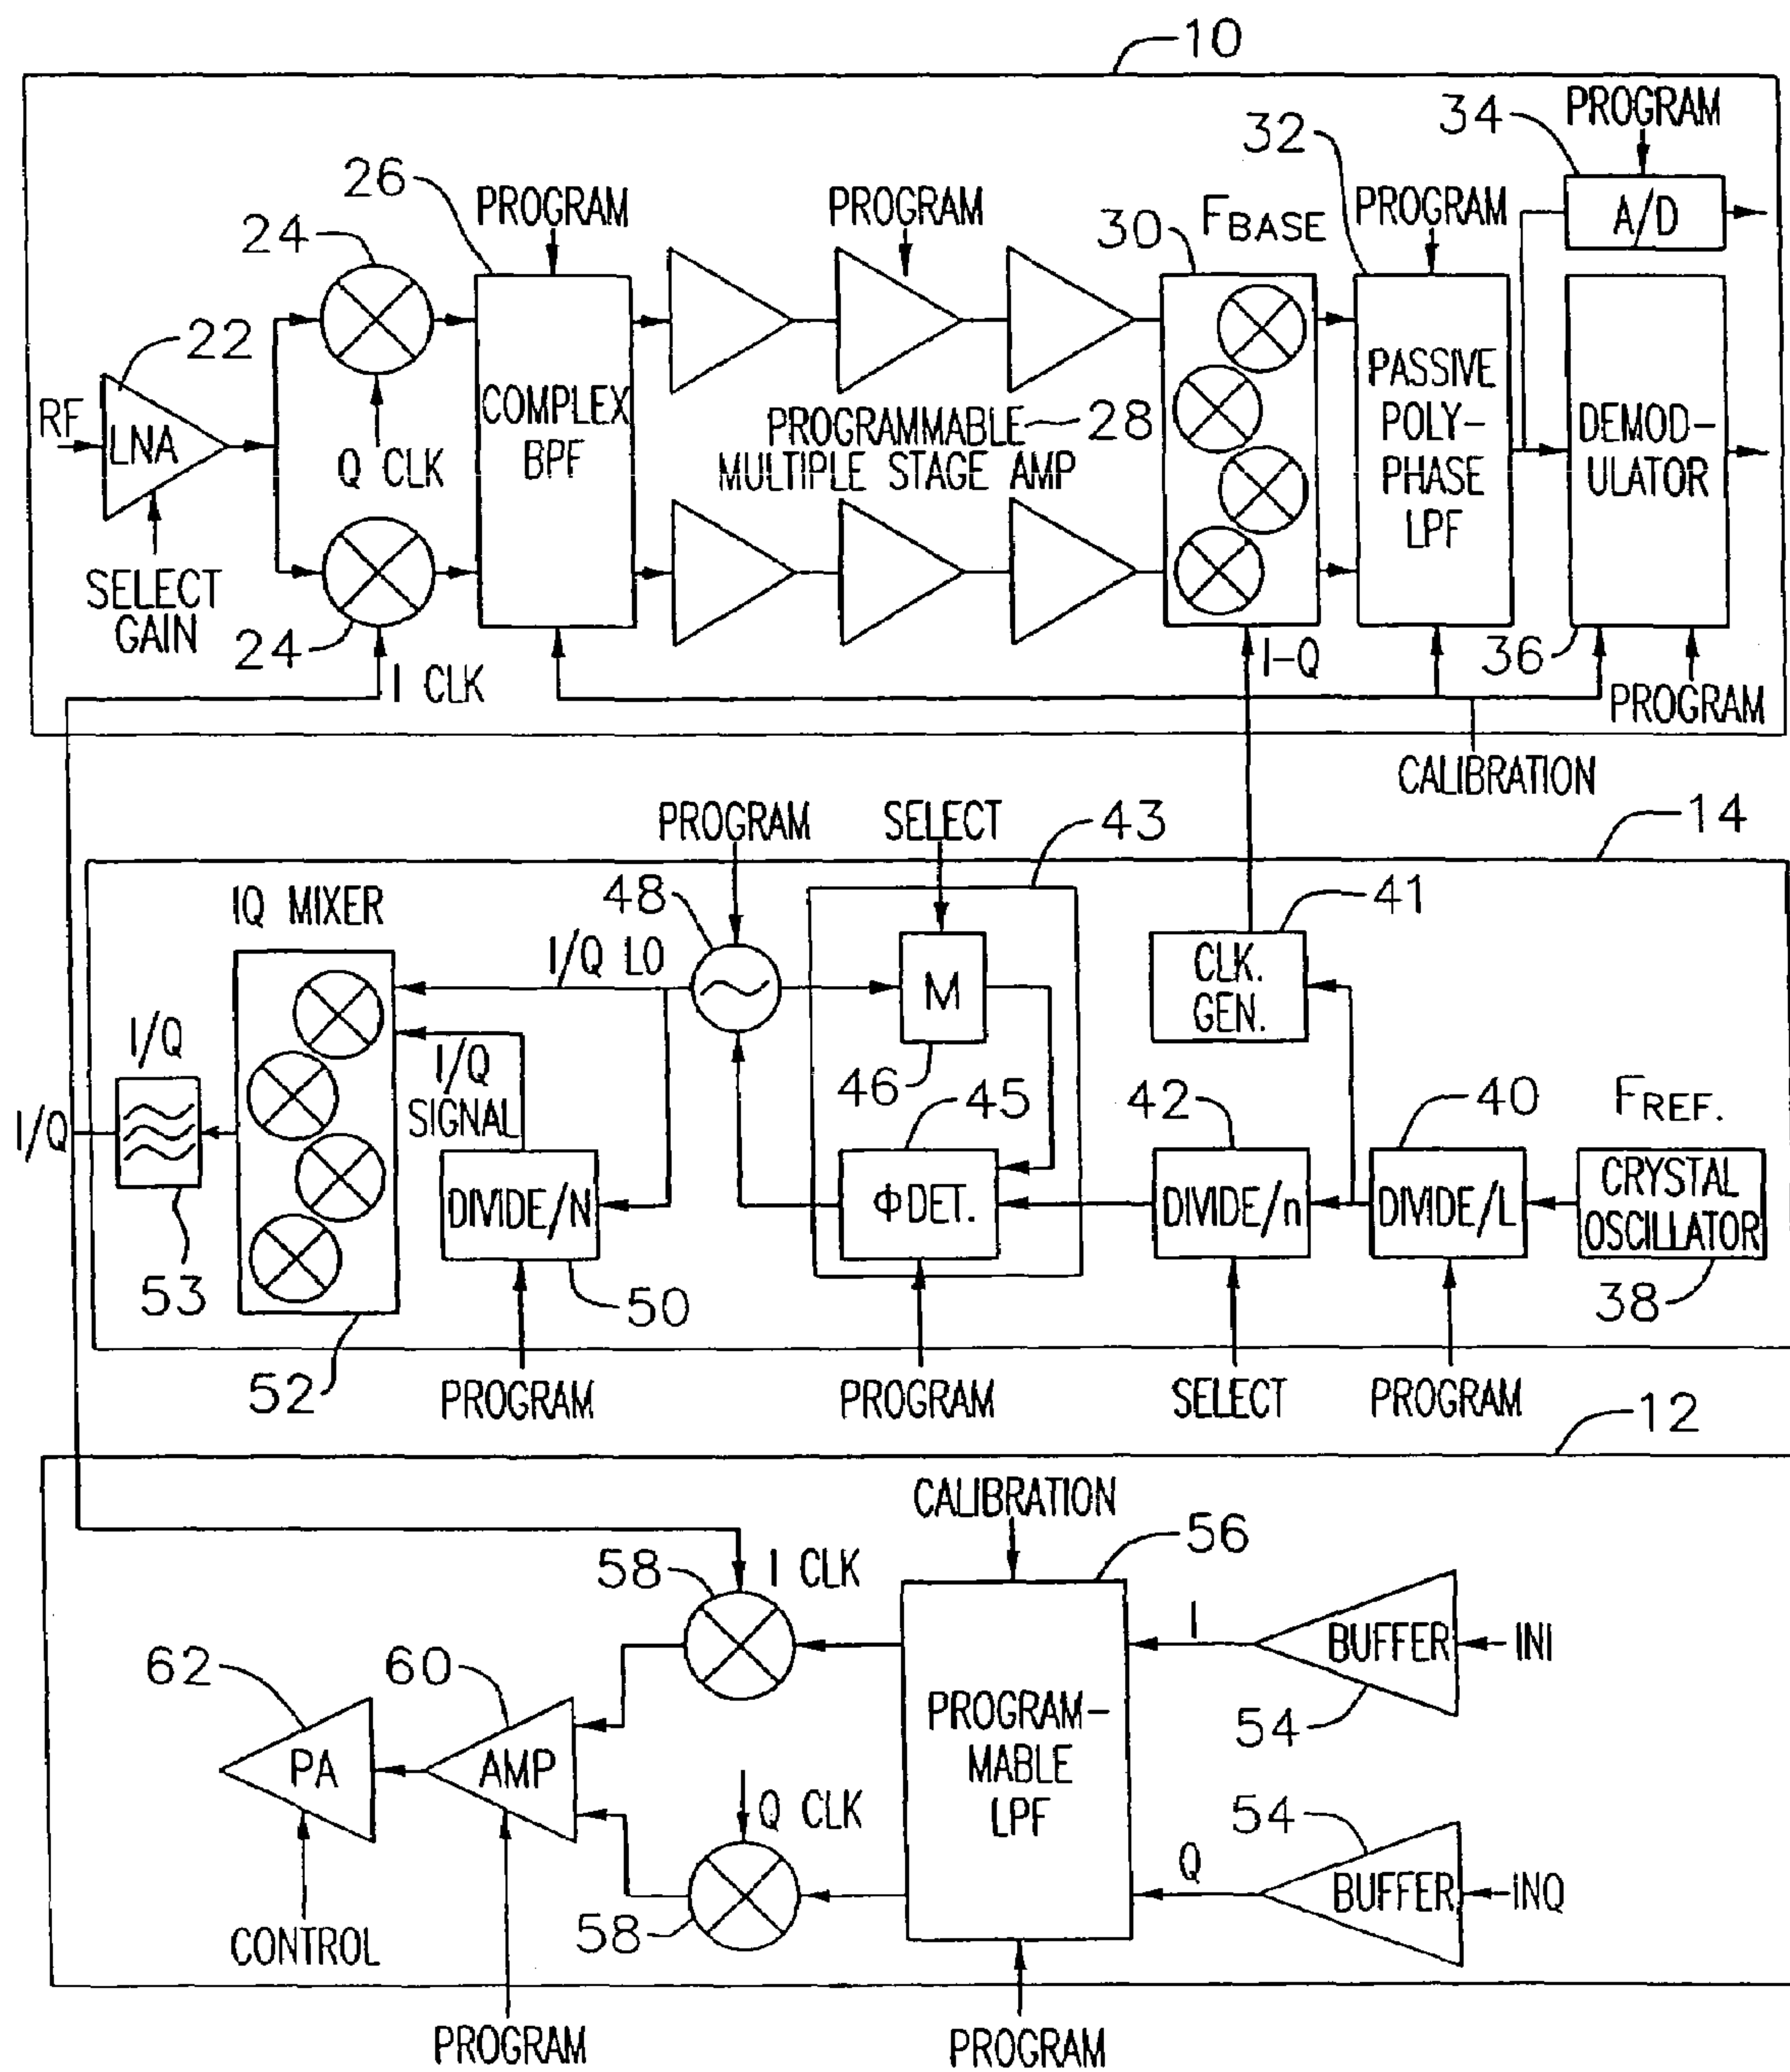 10
PROGRAM
34
32
26
PROGRAM
PROGRAM
FBASE
PROGRAM
A/D
24
30
22
RF
LNA
Q CLK
COMPLEX
BPF
PROGRAMMABLE
MULTIPLE STAGE AMP
28
PASSIVE
POLY-
PHASE
LPF
DEMOD-
ULATOR
SELECT
GAIN
24
I CLK
I-Q
36
PROGRAM
CALIBRATION
PROGRAM
SELECT
43
14
IQ MIXER
48
41
I/Q LO
M
CLK.
GEN.
I/Q
I/Q
SIGNAL
46
45
42
40
FREF.
I/Q
DIVIDE/N
ΦDET.
DIVIDE/n
DIVIDE/L
CRYSTAL
OSCILLATOR
53
50
38
52
PROGRAM
PROGRAM
SELECT
PROGRAM
12
CALIBRATION
56
58
I CLK
I
BUFFER
INI
62
60
54
PA
AMP
PROGRAM-
MABLE
LPF
Q CLK
54
Q
BUFFER
INQ
58
CONTROL
PROGRAM
PROGRAM